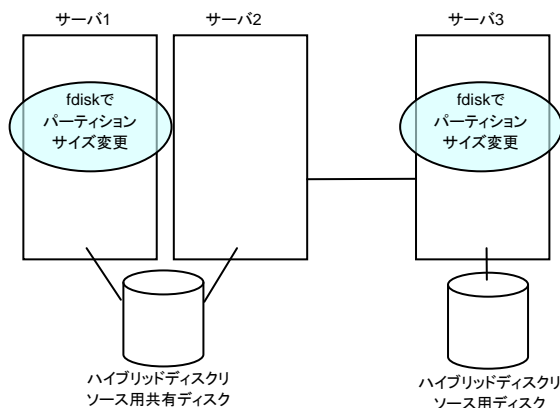 サーバ1
サーバ2
サーバ3
fdiskで
パーティション
サイズ変更
fdiskで
パーティション
サイズ変更
ハイブリッドディスクリ
ソース用共有ディスク
ハイブリッドディスクリ
ソース用ディスク